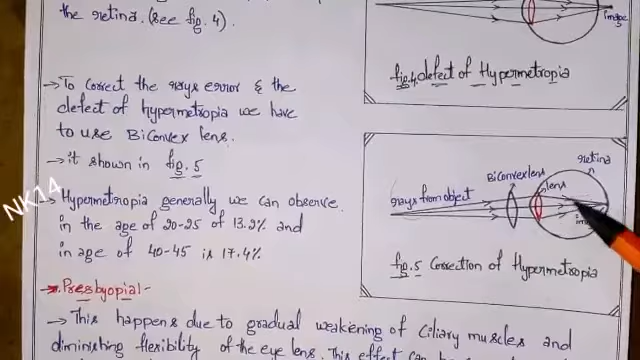 the retina. (see fig. 4).
image
fig.4. defect of Hypermetropia
→ To correct the rays error & the
defect of hypermetropia we have
to use BiConvex lens.
→ it shown in fig. 5
→ Hypermetropia generally we can observe
in the age of 20-25 of 13.2% and
in age of 40-45 is 17.4%
retina
BiConvex lens
lens
rays from object
fig. 5 Correction of Hypermetropia
→ Presbyopial -
→ This happens due to gradual weakening of Ciliary muscles and
diminishing flexibility of the eye lens. This effect can
NK14